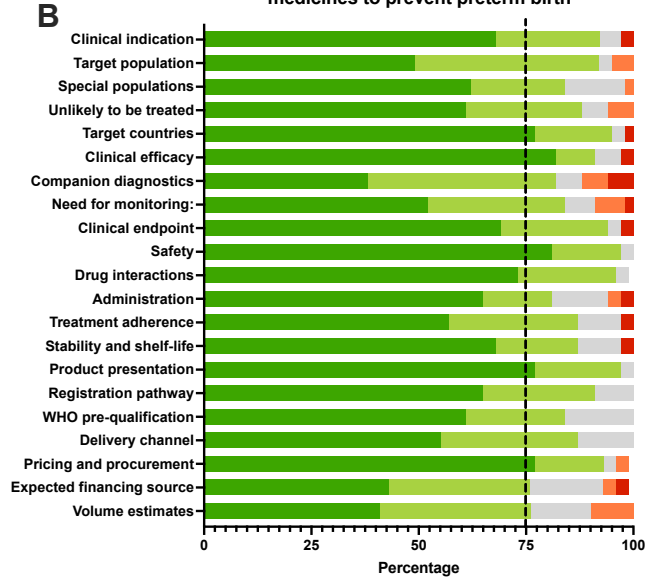 medicines to prevent preterm birth
B
Clinical indication
Target population
Special populations
Unlikely to be treated
Target countries
Clinical efficacy
Companion diagnostics
Need for monitoring:
Clinical endpoint
Safety
Drug interactions
Administration
Treatment adherence
Stability and shelf-life
Product presentation
Registration pathway
WHO pre-qualification
Delivery channel
Pricing and procurement
Expected financing source
Volume estimates
0 25 50 75 100
Percentage